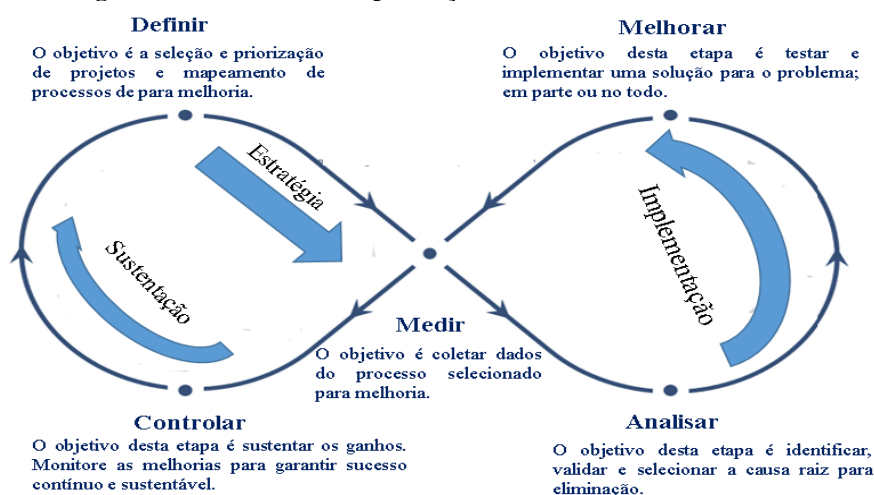 Definir
O objetivo é a seleção e priorização
de projetos e mapeamento de
processos de para melhoria.
Melhorar
O objetivo desta etapa é testar e
implementar uma solução para o problema;
em parte ou no todo.
Estratégia
Sustentação
Implementação
Medir
O objetivo é coletar dados
do processo selecionado
para melhoria.
Controlar
O objetivo desta etapa é sustentar os ganhos.
Monitore as melhorias para garantir sucesso
contínuo e sustentável.
Analisar
O objetivo desta etapa é identificar,
validar e selecionar a causa raiz para
eliminação.